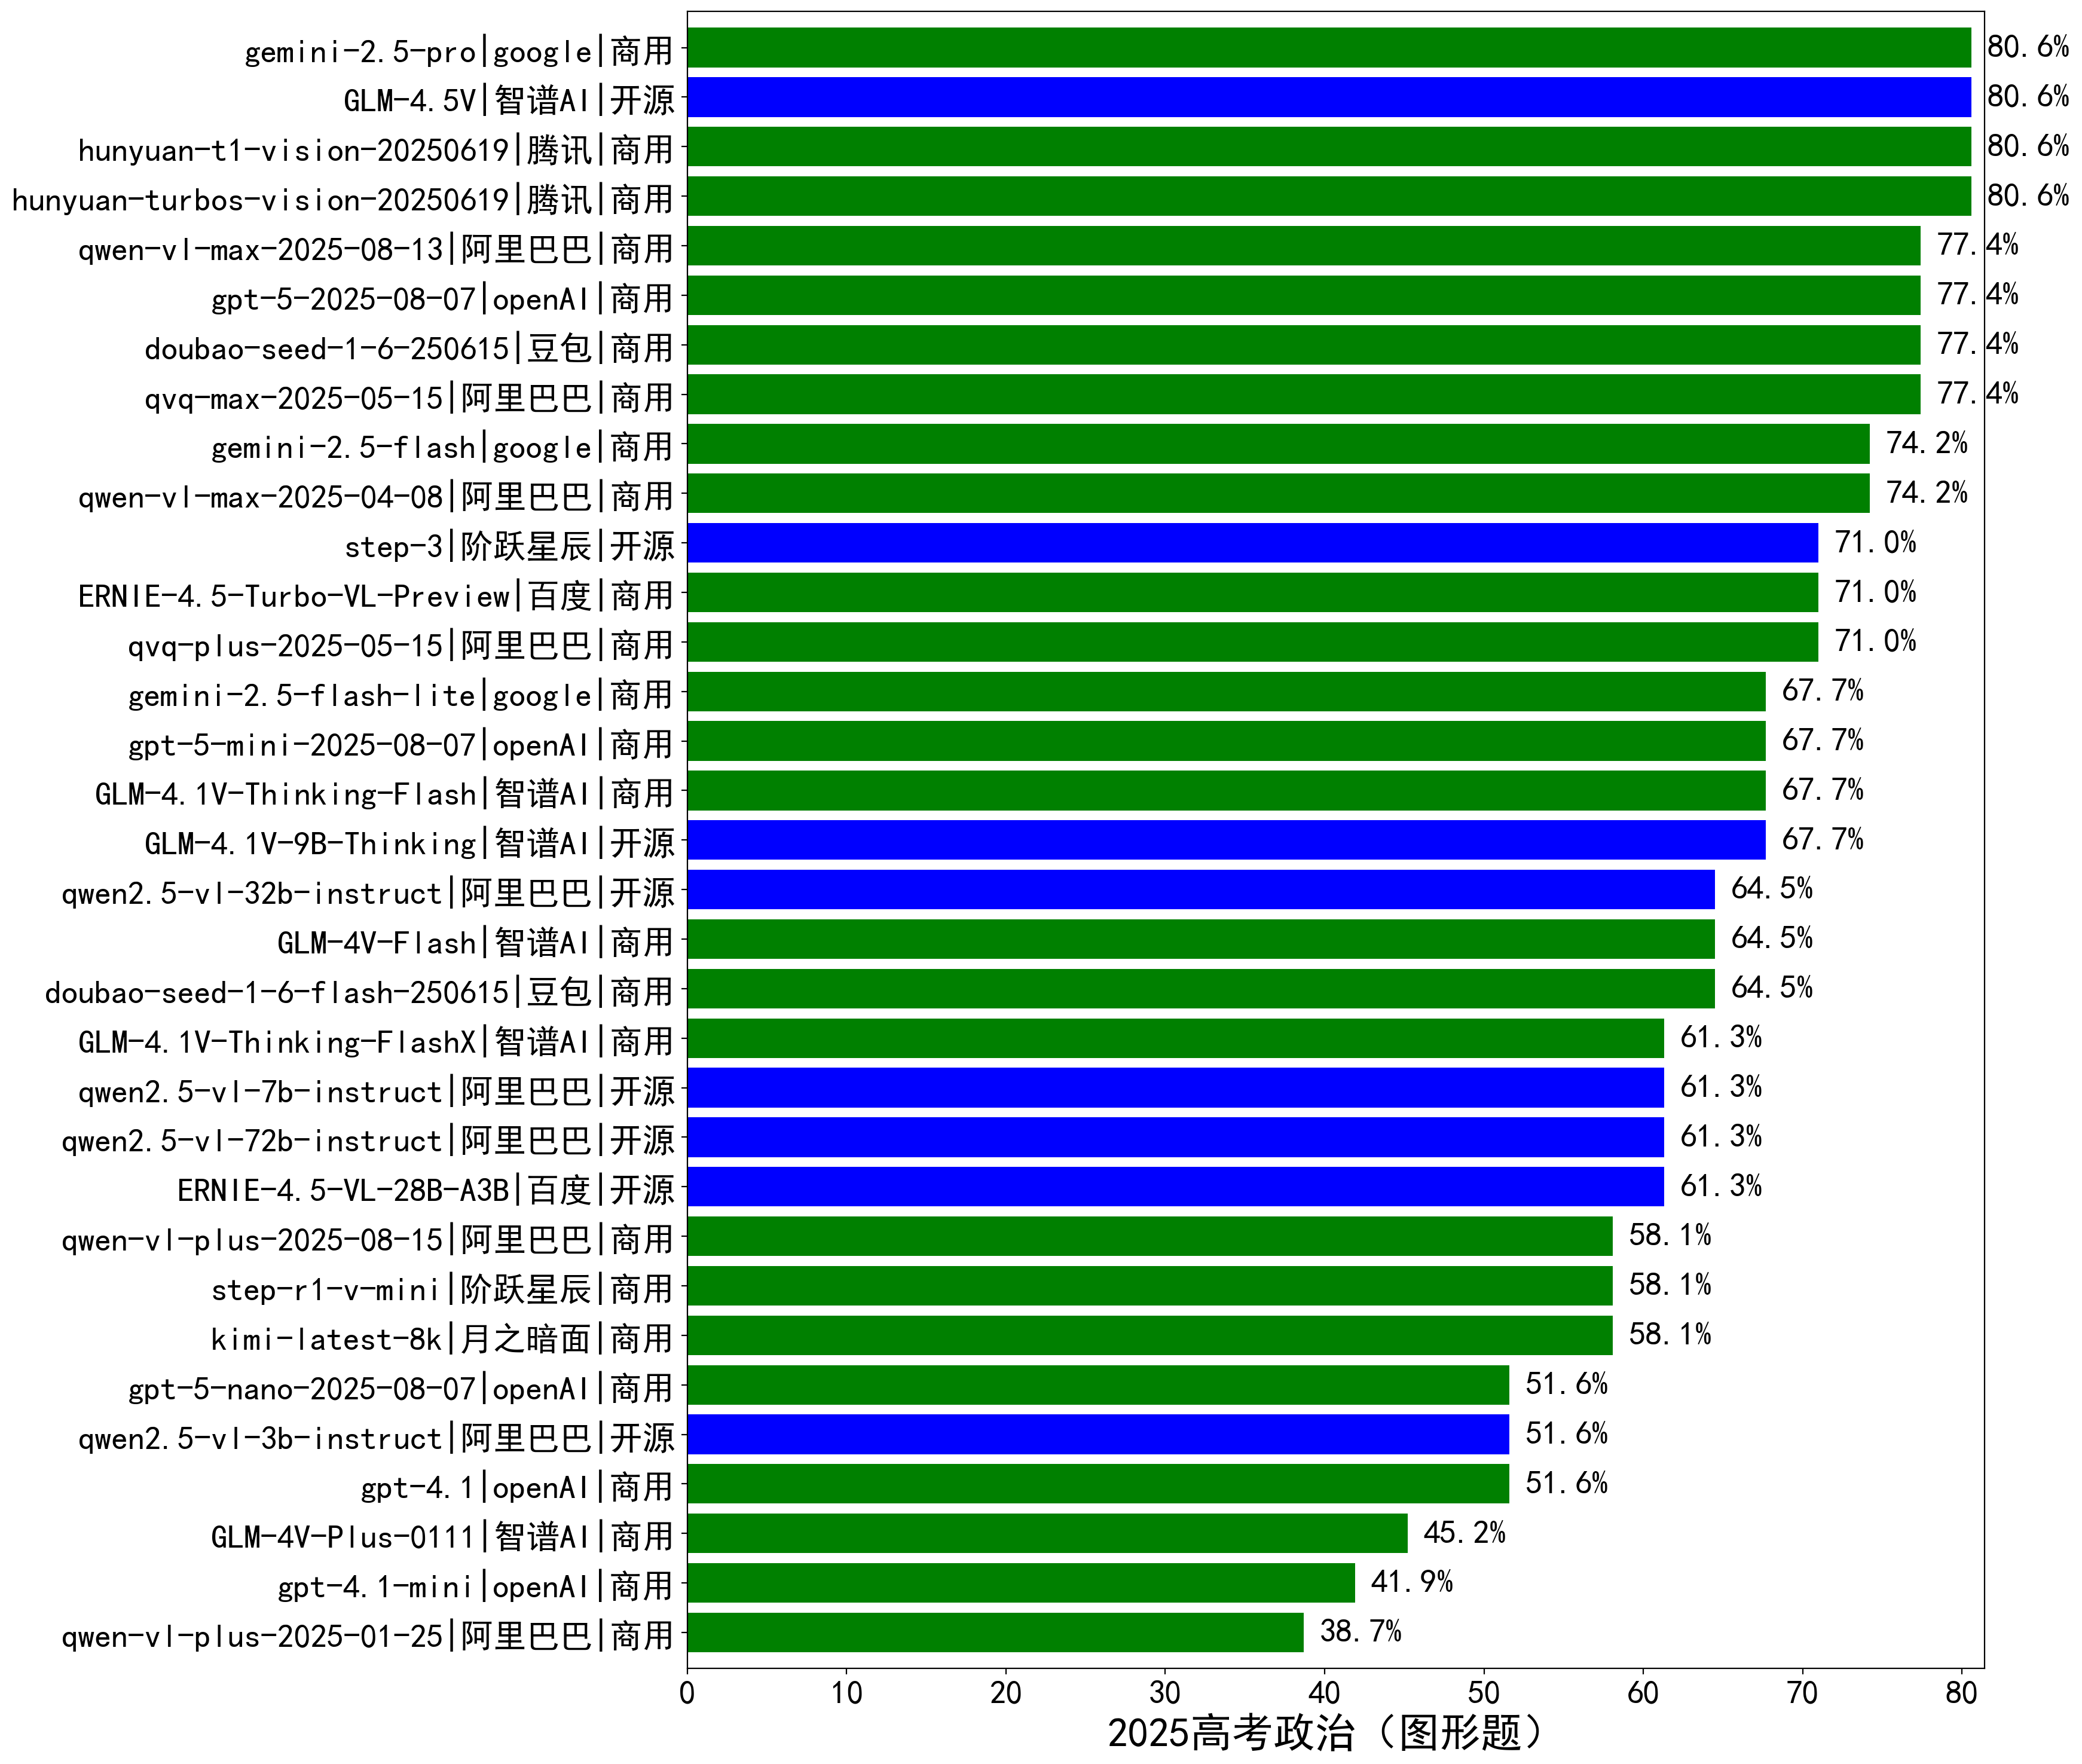 gemini-2.5-pro|google|商用 80.6%
GLM-4.5V|智谱AI|开源 80.6%
hunyuan-t1-vision-20250619|腾讯|商用 80.6%
hunyuan-turbos-vision-20250619|腾讯|商用 80.6%
qwen-vl-max-2025-08-13|阿里巴巴|商用 77.4%
gpt-5-2025-08-07|openAI|商用 77.4%
doubao-seed-1-6-250615|豆包|商用 77.4%
qvq-max-2025-05-15|阿里巴巴|商用 77.4%
gemini-2.5-flash|google|商用 74.2%
qwen-vl-max-2025-04-08|阿里巴巴|商用 74.2%
step-3|阶跃星辰|开源 71.0%
ERNIE-4.5-Turbo-VL-Preview|百度|商用 71.0%
qvq-plus-2025-05-15|阿里巴巴|商用 71.0%
gemini-2.5-flash-lite|google|商用 67.7%
gpt-5-mini-2025-08-07|openAI|商用 67.7%
GLM-4.1V-Thinking-Flash|智谱AI|商用 67.7%
GLM-4.1V-9B-Thinking|智谱AI|开源 67.7%
qwen2.5-vl-32b-instruct|阿里巴巴|开源 64.5%
GLM-4V-Flash|智谱AI|商用 64.5%
doubao-seed-1-6-flash-250615|豆包|商用 64.5%
GLM-4.1V-Thinking-FlashX|智谱AI|商用 61.3%
qwen2.5-vl-7b-instruct|阿里巴巴|开源 61.3%
qwen2.5-vl-72b-instruct|阿里巴巴|开源 61.3%
ERNIE-4.5-VL-28B-A3B|百度|开源 61.3%
qwen-vl-plus-2025-08-15|阿里巴巴|商用 58.1%
step-r1-v-mini|阶跃星辰|商用 58.1%
kimi-latest-8k|月之暗面|商用 58.1%
gpt-5-nano-2025-08-07|openAI|商用 51.6%
qwen2.5-vl-3b-instruct|阿里巴巴|开源 51.6%
gpt-4.1|openAI|商用 51.6%
GLM-4V-Plus-0111|智谱AI|商用 45.2%
gpt-4.1-mini|openAI|商用 41.9%
qwen-vl-plus-2025-01-25|阿里巴巴|商用 38.7%
0 10 20 30 40 50 60 70 80
2025高考政治（图形题）